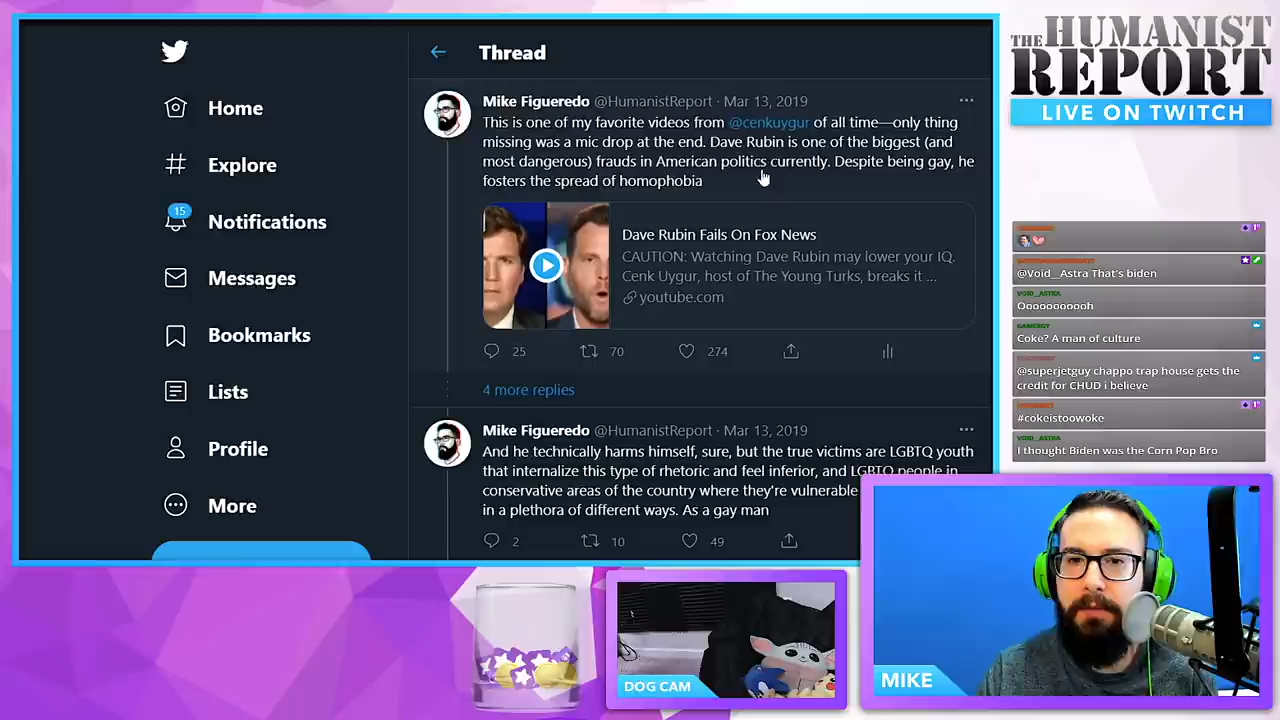 Home
Explore
15
Notifications
Messages
Bookmarks
Lists
Profile
More
Thread
Mike Figueredo @HumanistReport · Mar 13, 2019
This is one of my favorite videos from @cenkuygur of all time—only thing
missing was a mic drop at the end. Dave Rubin is one of the biggest (and
most dangerous) frauds in American politics currently. Despite being gay, he
fosters the spread of homophobia
Dave Rubin Fails On Fox News
CAUTION: Watching Dave Rubin may lower your IQ.
Cenk Uygur, host of The Young Turks, breaks it ...
youtube.com
25 70 274
4 more replies
Mike Figueredo @HumanistReport · Mar 13, 2019
And he technically harms himself, sure, but the true victims are LGBTQ youth
that internalize this type of rhetoric and feel inferior, and LGBTQ people in
conservative areas of the country where they're vulnerable
in a plethora of different ways. As a gay man
2 10 49
THE HUMANIST
REPORT
LIVE ON TWITCH
@Void__Astra That's biden
VOID__ASTRA
Ooooooooooh
Coke? A man of culture
@superjetguy chappo trap house gets the
credit for CHUD i believe
#cokeistoowoke
VOID__ASTRA
I thought Biden was the Corn Pop Bro
DOG CAM
MIKE